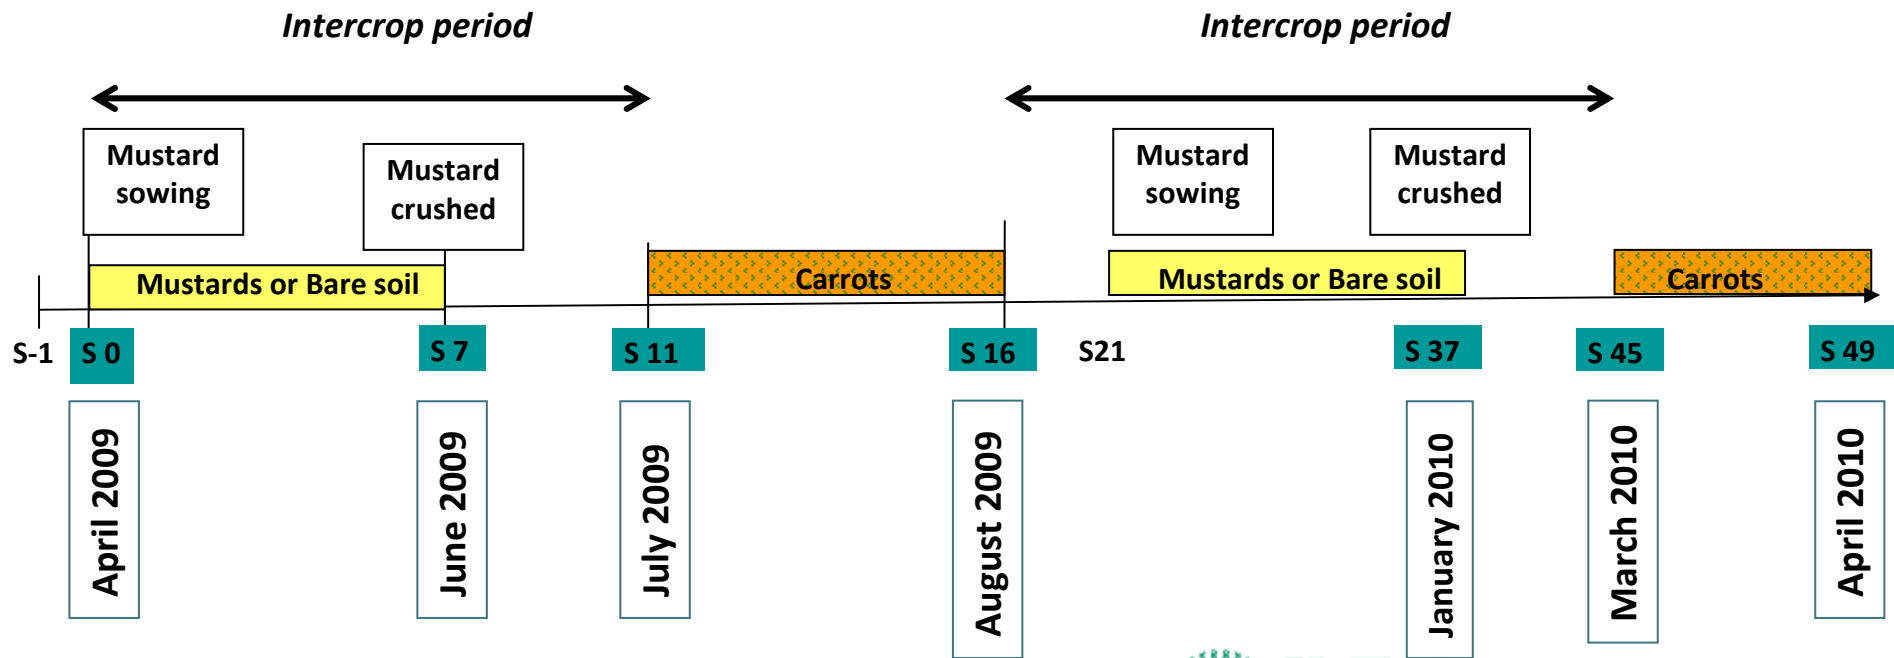 Intercrop period
Intercrop period
Mustard
sowing
Mustard
crushed
Mustard
sowing
Mustard
crushed
Mustards or Bare soil
Carrots
Mustards or Bare soil
Carrots
S-1
S 0
S 7
S 11
S 16
S21
S 37
S 45
S 49
April 2009
June 2009
July 2009
August 2009
January 2010
March 2010
April 2010